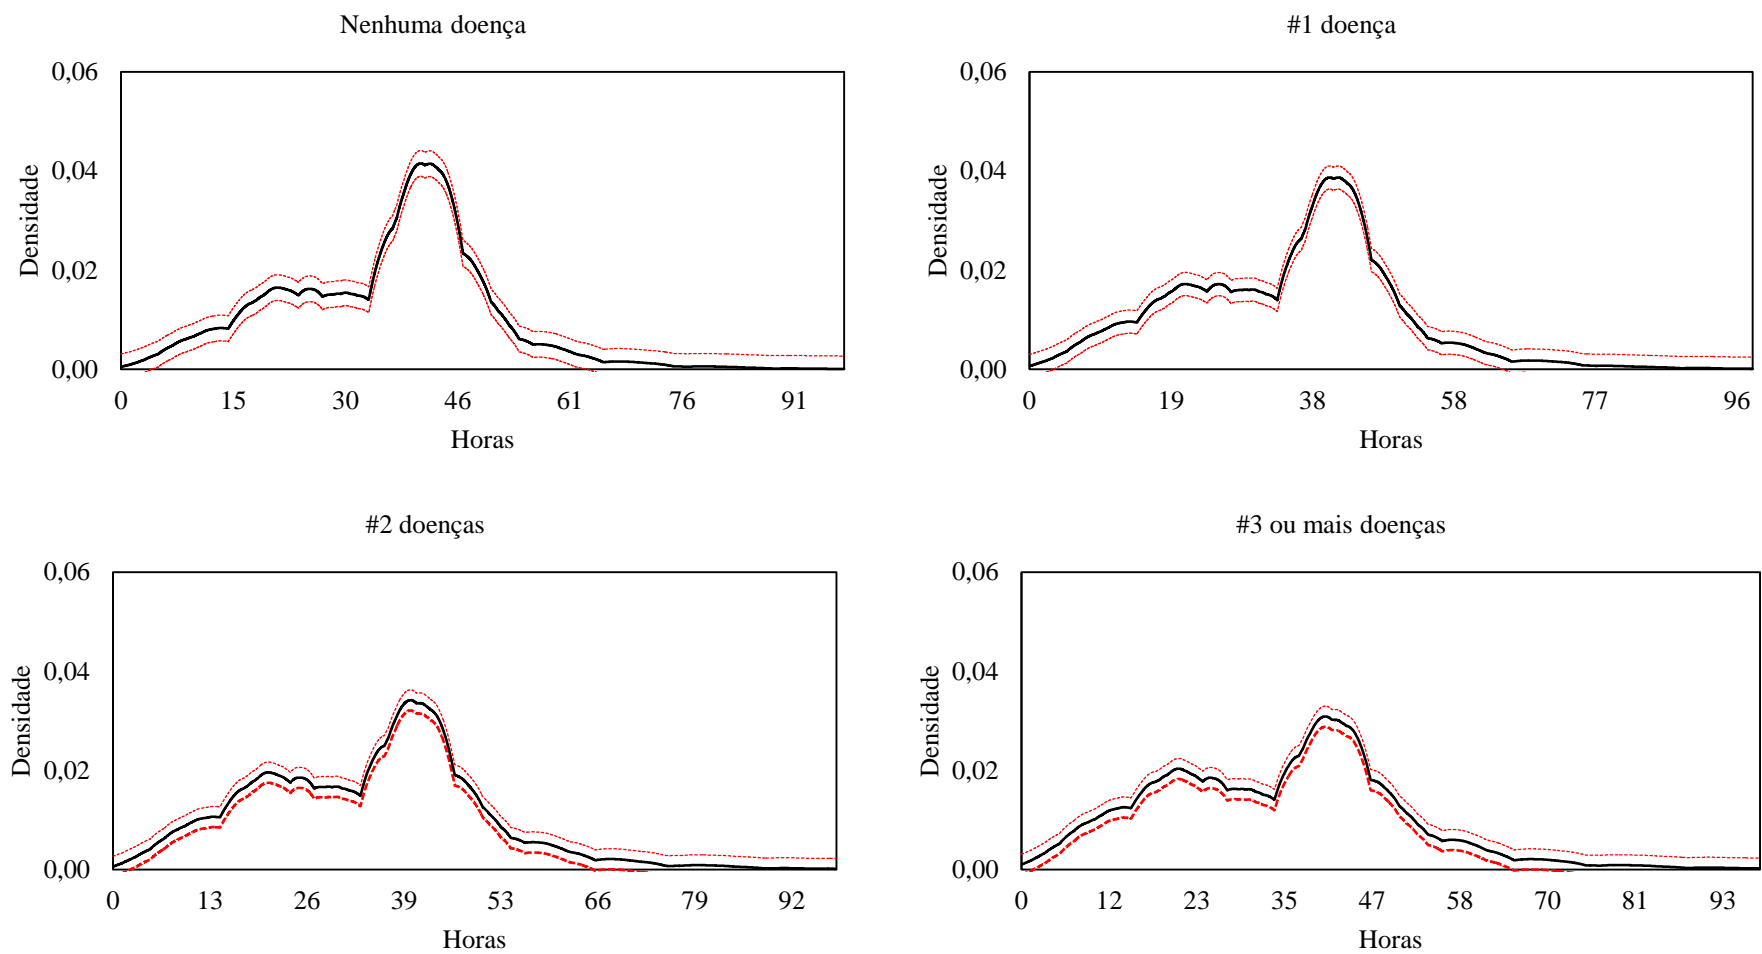 Nenhuma doença
0,06
0,04
0,02
0,00
Densidade
0 15 30 46 61 76 91
Horas
#1 doença
0,06
0,04
0,02
0,00
Densidade
0 19 38 58 77 96
Horas
#2 doenças
0,06
0,04
0,02
0,00
Densidade
0 13 26 39 53 66 79 92
Horas
#3 ou mais doenças
0,06
0,04
0,02
0,00
Densidade
0 12 23 35 47 58 70 81 93
Horas